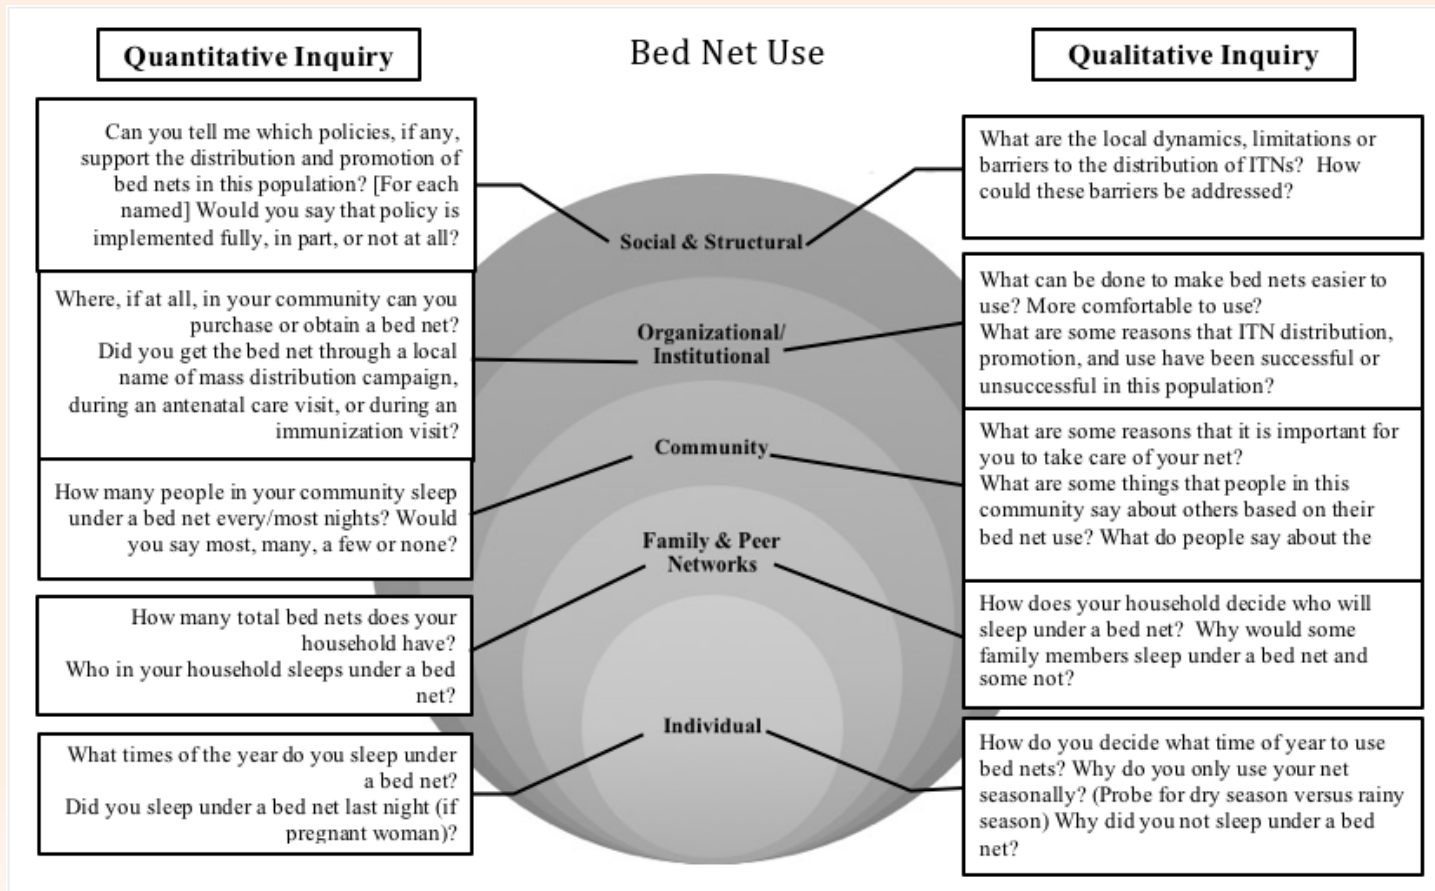 Quantitative Inquiry
Bed Net Use
Qualitative Inquiry
Can you tell me which policies, if any,
support the distribution and promotion of
bed nets in this population? [For each
named] Would you say that policy is
implemented fully, in part, or not at all?
Where, if at all, in your community can you
purchase or obtain a bed net?
Did you get the bed net through a local
name of mass distribution campaign,
during an antenatal care visit, or during an
immunization visit?
How many people in your community sleep
under a bed net every/most nights? Would
you say most, many, a few or none?
How many total bed nets does your
household have?
Who in your household sleeps under a bed
net?
What times of the year do you sleep under
a bed net?
Did you sleep under a bed net last night (if
pregnant woman)?
Social & Structural
Organizational/
Institutional
Community
Family & Peer
Networks
Individual
What are the local dynamics, limitations or
barriers to the distribution of ITNs?  How
could these barriers be addressed?
What can be done to make bed nets easier to
use? More comfortable to use?
What are some reasons that ITN distribution,
promotion, and use have been successful or
unsuccessful in this population?
What are some reasons that it is important for
you to take care of your net?
What are some things that people in this
community say about others based on their
bed net use? What do people say about the
How does your household decide who will
sleep under a bed net?  Why would some
family members sleep under a bed net and
some not?
How do you decide what time of year to use
bed nets? Why do you only use your net
seasonally? (Probe for dry season versus rainy
season) Why did you not sleep under a bed
net?